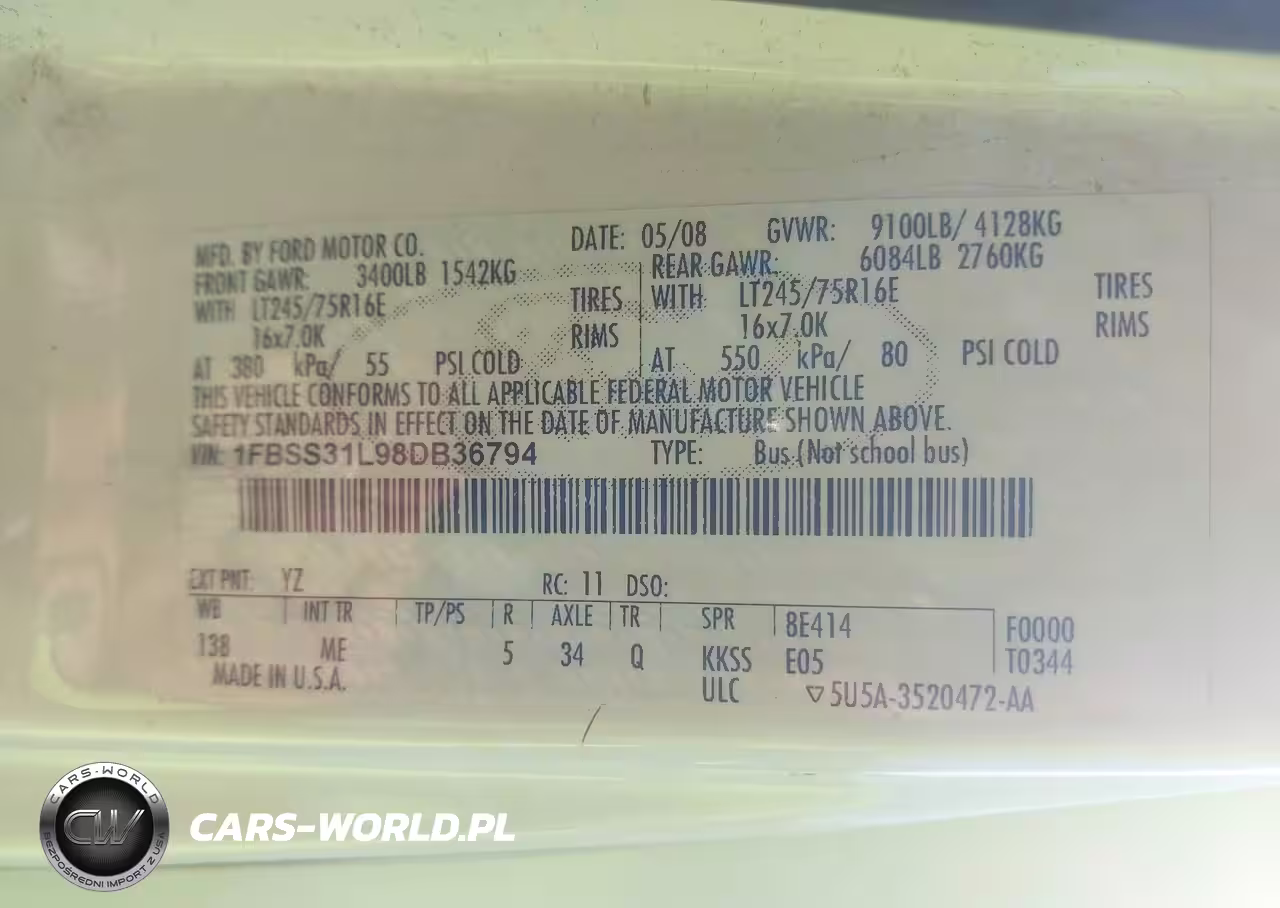 MFD. BY FORD MOTOR CO. DATE: 05/08 GVWR: 9100LB/ 4128KG
FRONT GAWR: 3400LB 1542KG REAR GAWR: 6084LB 2760KG
WITH LT245/75R16E TIRES WITH LT245/75R16E TIRES
16x7.0K RIMS 16x7.0K RIMS
AT 380 kPa/ 55 PSI COLD AT 550 kPa/ 80 PSI COLD
THIS VEHICLE CONFORMS TO ALL APPLICABLE FEDERAL MOTOR VEHICLE
SAFETY STANDARDS IN EFFECT ON THE DATE OF MANUFACTURE SHOWN ABOVE.
VIN: 1FBSS31L98DB36794 TYPE: Bus (Not school bus)
EXT PNT: YZ RC: 11 DSO:
WB INT TR TP/PS R AXLE TR SPR 8E414 F0000
138 ME 5 34 Q KKSS E05 T0344
MADE IN U.S.A. ULC ▽5U5A-3520472-AA
CARS-WORLD
CW
BEZPOŚREDNI IMPORT Z USA
CARS-WORLD.PL